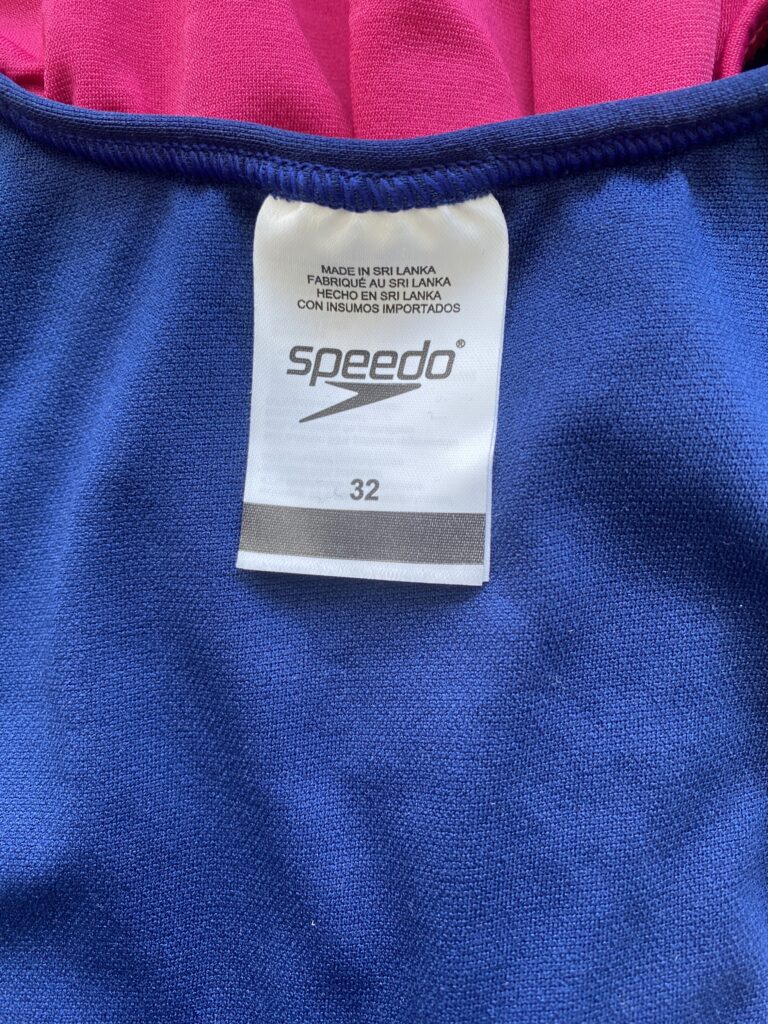 MADE IN SRI LANKA
FABRIQUÉ AU SRI LANKA
HECHO EN SRI LANKA
CON INSUMOS IMPORTADOS
speedo®
32